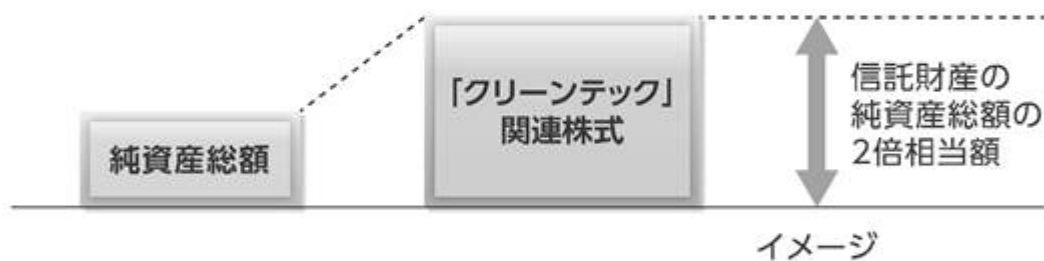 純資産総額
「クリーンテック」
関連株式
信託財産の
純資産総額の
2倍相当額
イメージ